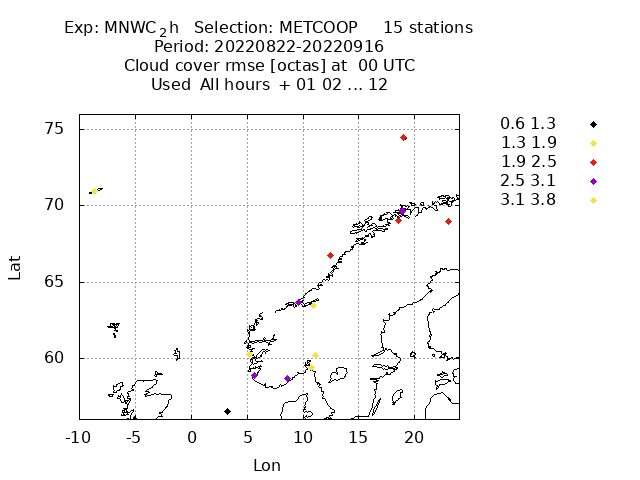 Exp: MNWC_2h Selection: METCOOP 15 stations
Period: 20220822-20220916
Cloud cover rmse [octas] at 00 UTC
Used All hours + 01 02 ... 12
0.6 1.3
1.3 1.9
1.9 2.5
2.5 3.1
3.1 3.8
75
70
65
60
Lat
-10 -5 0 5 10 15 20
Lon